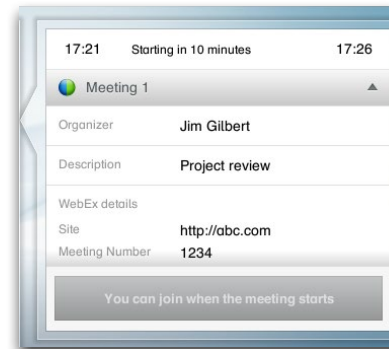 17:21 Starting in 10 minutes 17:26
Meeting 1
Organizer Jim Gilbert
Description Project review
WebEx details
Site http://abc.com
Meeting Number 1234
You can join when the meeting starts